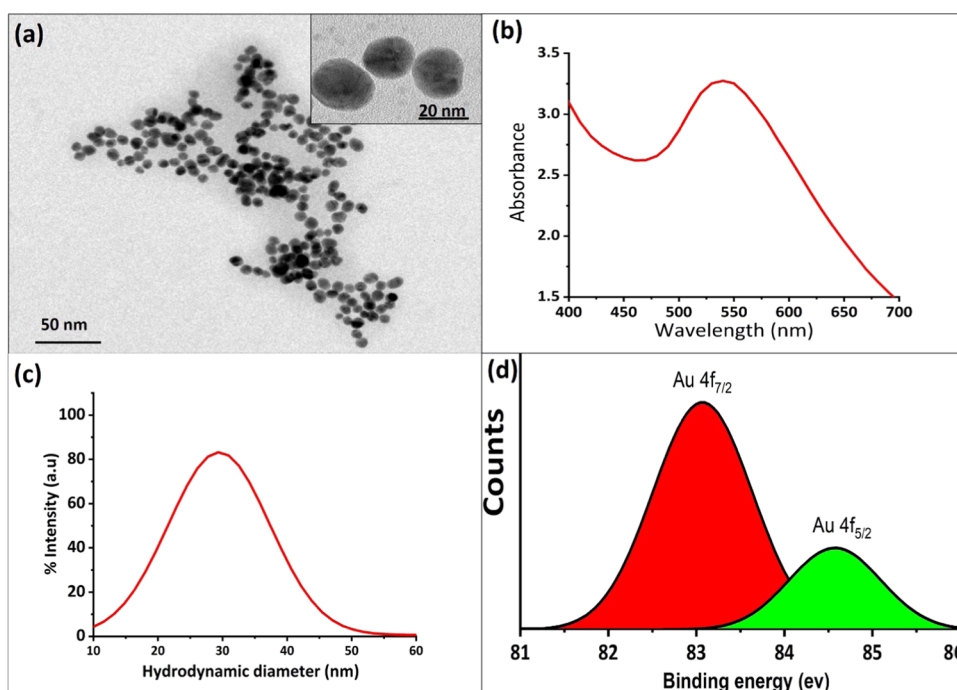 (a)
20 nm
50 nm
(b)
3.5
3.0
2.5
2.0
1.5
Absorbance
400 450 500 550 600 650 700
Wavelength (nm)
(c)
100
80
60
40
20
0
% Intensity (a.u)
10 20 30 40 50 60
Hydrodynamic diameter (nm)
(d)
Au 4f7/2
Au 4f5/2
Counts
81 82 83 84 85 86
Binding energy (ev)